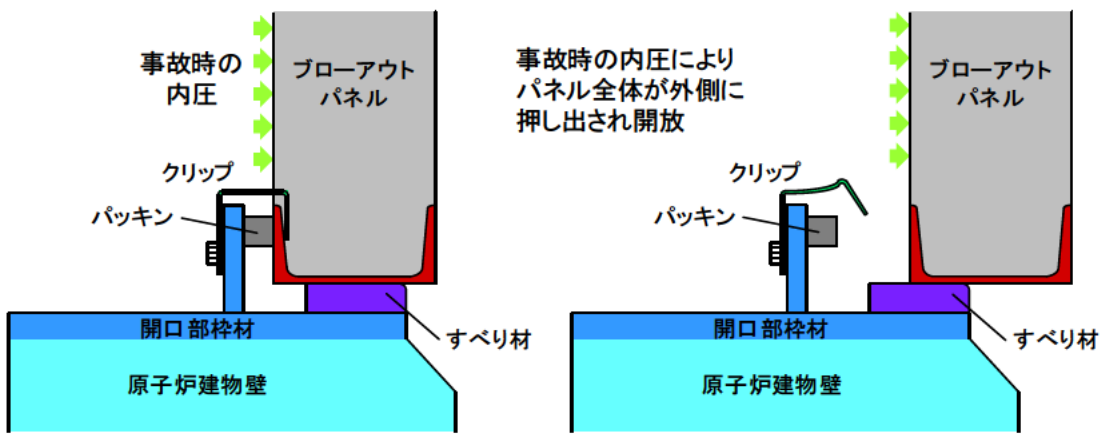 事故時の
内圧
ブローアウト
パネル
クリップ
パッキン
すべり材
開口部枠材
原子炉建物壁
事故時の内圧により
パネル全体が外側に
押し出され開放
ブローアウト
パネル
クリップ
パッキン
すべり材
開口部枠材
原子炉建物壁